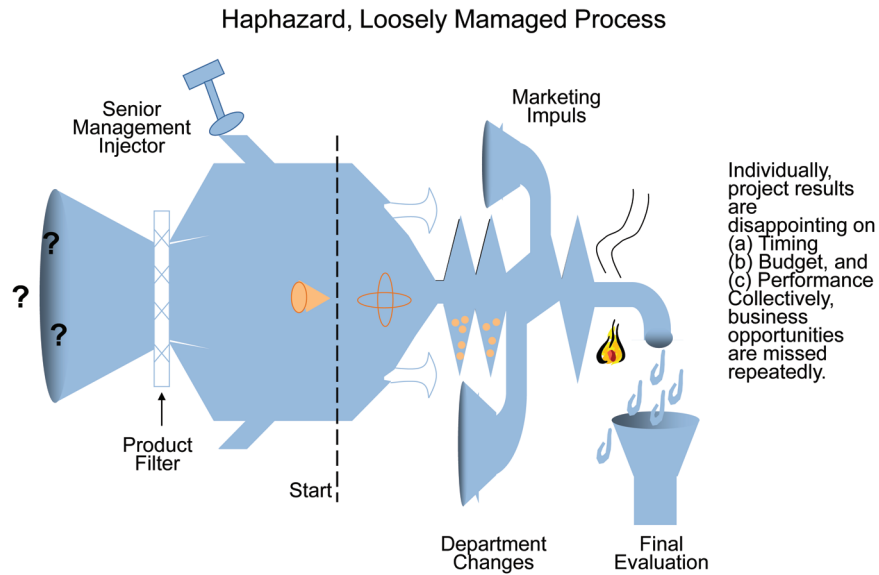 Haphazard, Loosely Mamaged Process
Senior
Management
Injector
Marketing
Impuls
Individually,
project results
are
disappointing on
(a) Timing
(b) Budget, and
(c) Performance
Collectively,
business
opportunities
are missed
repeatedly.
?
?
?
Product
Filter
Start
Department
Changes
Final
Evaluation